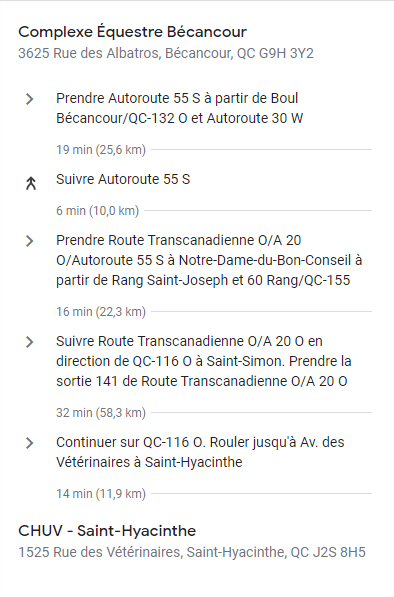 Complexe Équestre Bécancour
3625 Rue des Albatros, Bécancour, QC G9H 3Y2
Prendre Autoroute 55 S à partir de Boul
Bécancour/QC-132 O et Autoroute 30 W
19 min (25,6 km)
Suivre Autoroute 55 S
6 min (10,0 km)
Prendre Route Transcanadienne O/A 20
O/Autoroute 55 S à Notre-Dame-du-Bon-Conseil à
partir de Rang Saint-Joseph et 60 Rang/QC-155
16 min (22,3 km)
Suivre Route Transcanadienne O/A 20 O en
direction de QC-116 O à Saint-Simon. Prendre la
sortie 141 de Route Transcanadienne O/A 20 O
32 min (58,3 km)
Continuer sur QC-116 O. Rouler jusqu'à Av. des
Vétérinaires à Saint-Hyacinthe
14 min (11,9 km)
CHUV - Saint-Hyacinthe
1525 Rue des Vétérinaires, Saint-Hyacinthe, QC J2S 8H5